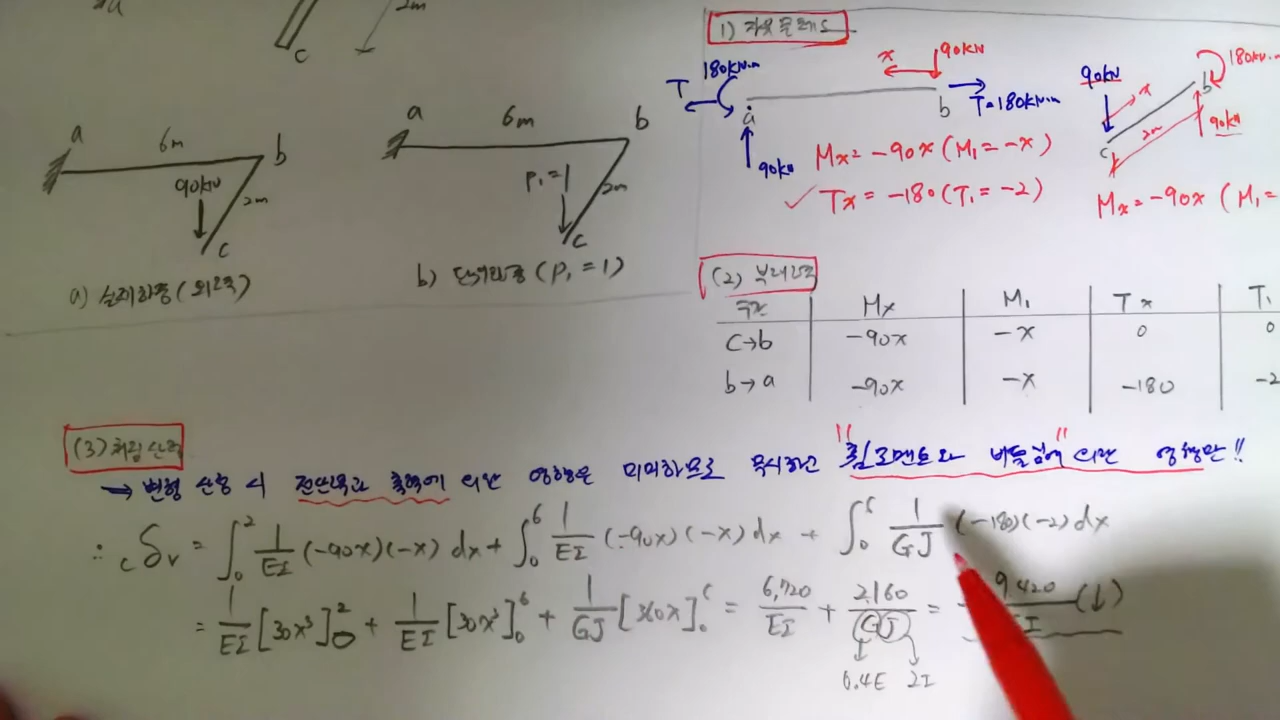 a
2m
c
a
6m
b
90kN
2m
c
a) 실제하중(외력)
a
6m
b
P₁=1
2m
c
b) 단위하중(P₁=1)
1) 자유물체도
T
180kN.m
a
90kN
x
90kN
b
T=180kN.m
Mx=-90x (M₁=-x)
✓ Tx=-180 (T₁=-2)
90kN
x
c
2m
b
180kN.m
90kN
Mx=-90x (M₁=
(2) 부재력
구간 Mx M₁ Tx T₁
c→b -90x -x 0 0
b→a -90x -x -180 -2
(3) 처짐산정
→ 변형 산정 시 전단력과 축력에 의한 영향은 미미하므로 무시하고 "휨모멘트와 비틀림"에 의한 영향만!!
∴ cδv = ∫₀² 1/EI (-90x)(-x) dx + ∫₀⁶ 1/EI (-90x)(-x) dx + ∫₀⁶ 1/GJ (-180)(-2) dx
= 1/EI [30x³]₀² + 1/EI [30x³]₀⁶ + 1/GJ [360x]₀⁶ = 6,720/EI + 2,160/GJ = 9,420/I (↓)
0.4E 2I